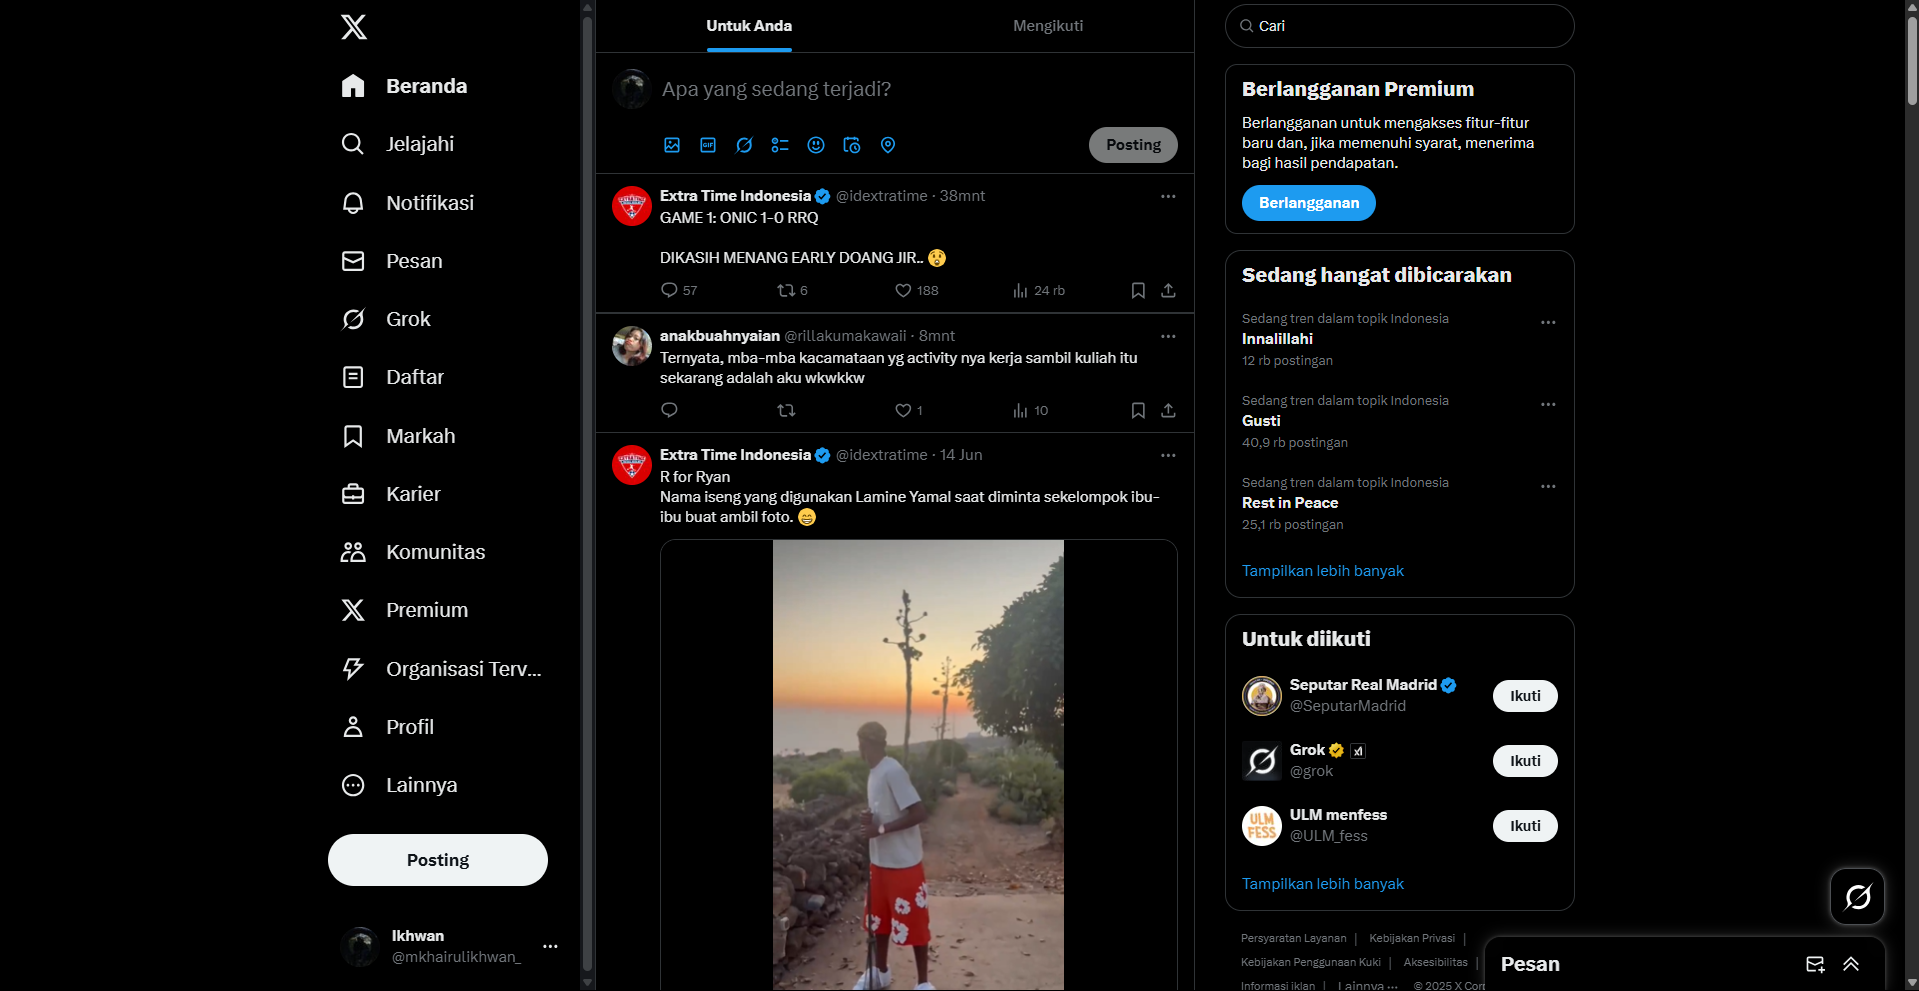 Beranda
Jelajahi
Notifikasi
Pesan
Grok
Daftar
Markah
Karier
Komunitas
Premium
Organisasi Terv...
Profil
Lainnya
Posting
Ikhwan
@mkhairulikhwan_
Untuk Anda
Mengikuti
Apa yang sedang terjadi?
GIF
Posting
Extra Time Indonesia @idextratime · 38mnt
GAME 1: ONIC 1-0 RRQ
DIKASIH MENANG EARLY DOANG JIR..
57 6 188 24 rb
anakbuahnyaian @rillakumakawaii · 8mnt
Ternyata, mba-mba kacamataan yg activity nya kerja sambil kuliah itu
sekarang adalah aku wkwkkw
1 10
Extra Time Indonesia @idextratime · 14 Jun
R for Ryan
Nama iseng yang digunakan Lamine Yamal saat diminta sekelompok ibu-
ibu buat ambil foto.
Cari
Berlangganan Premium
Berlangganan untuk mengakses fitur-fitur
baru dan, jika memenuhi syarat, menerima
bagi hasil pendapatan.
Berlangganan
Sedang hangat dibicarakan
Sedang tren dalam topik Indonesia
Innalillahi
12 rb postingan
Sedang tren dalam topik Indonesia
Gusti
40,9 rb postingan
Sedang tren dalam topik Indonesia
Rest in Peace
25,1 rb postingan
Tampilkan lebih banyak
Untuk diikuti
Seputar Real Madrid
@SeputarMadrid
Ikuti
Grok
@grok
Ikuti
ULM FESS
ULM menfess
@ULM_fess
Ikuti
Tampilkan lebih banyak
Persyaratan Layanan | Kebijakan Privasi |
Kebijakan Penggunaan Kuki | Aksesibilitas |
Informasi iklan | Lainnya ··· © 2025 X Cor
Pesan